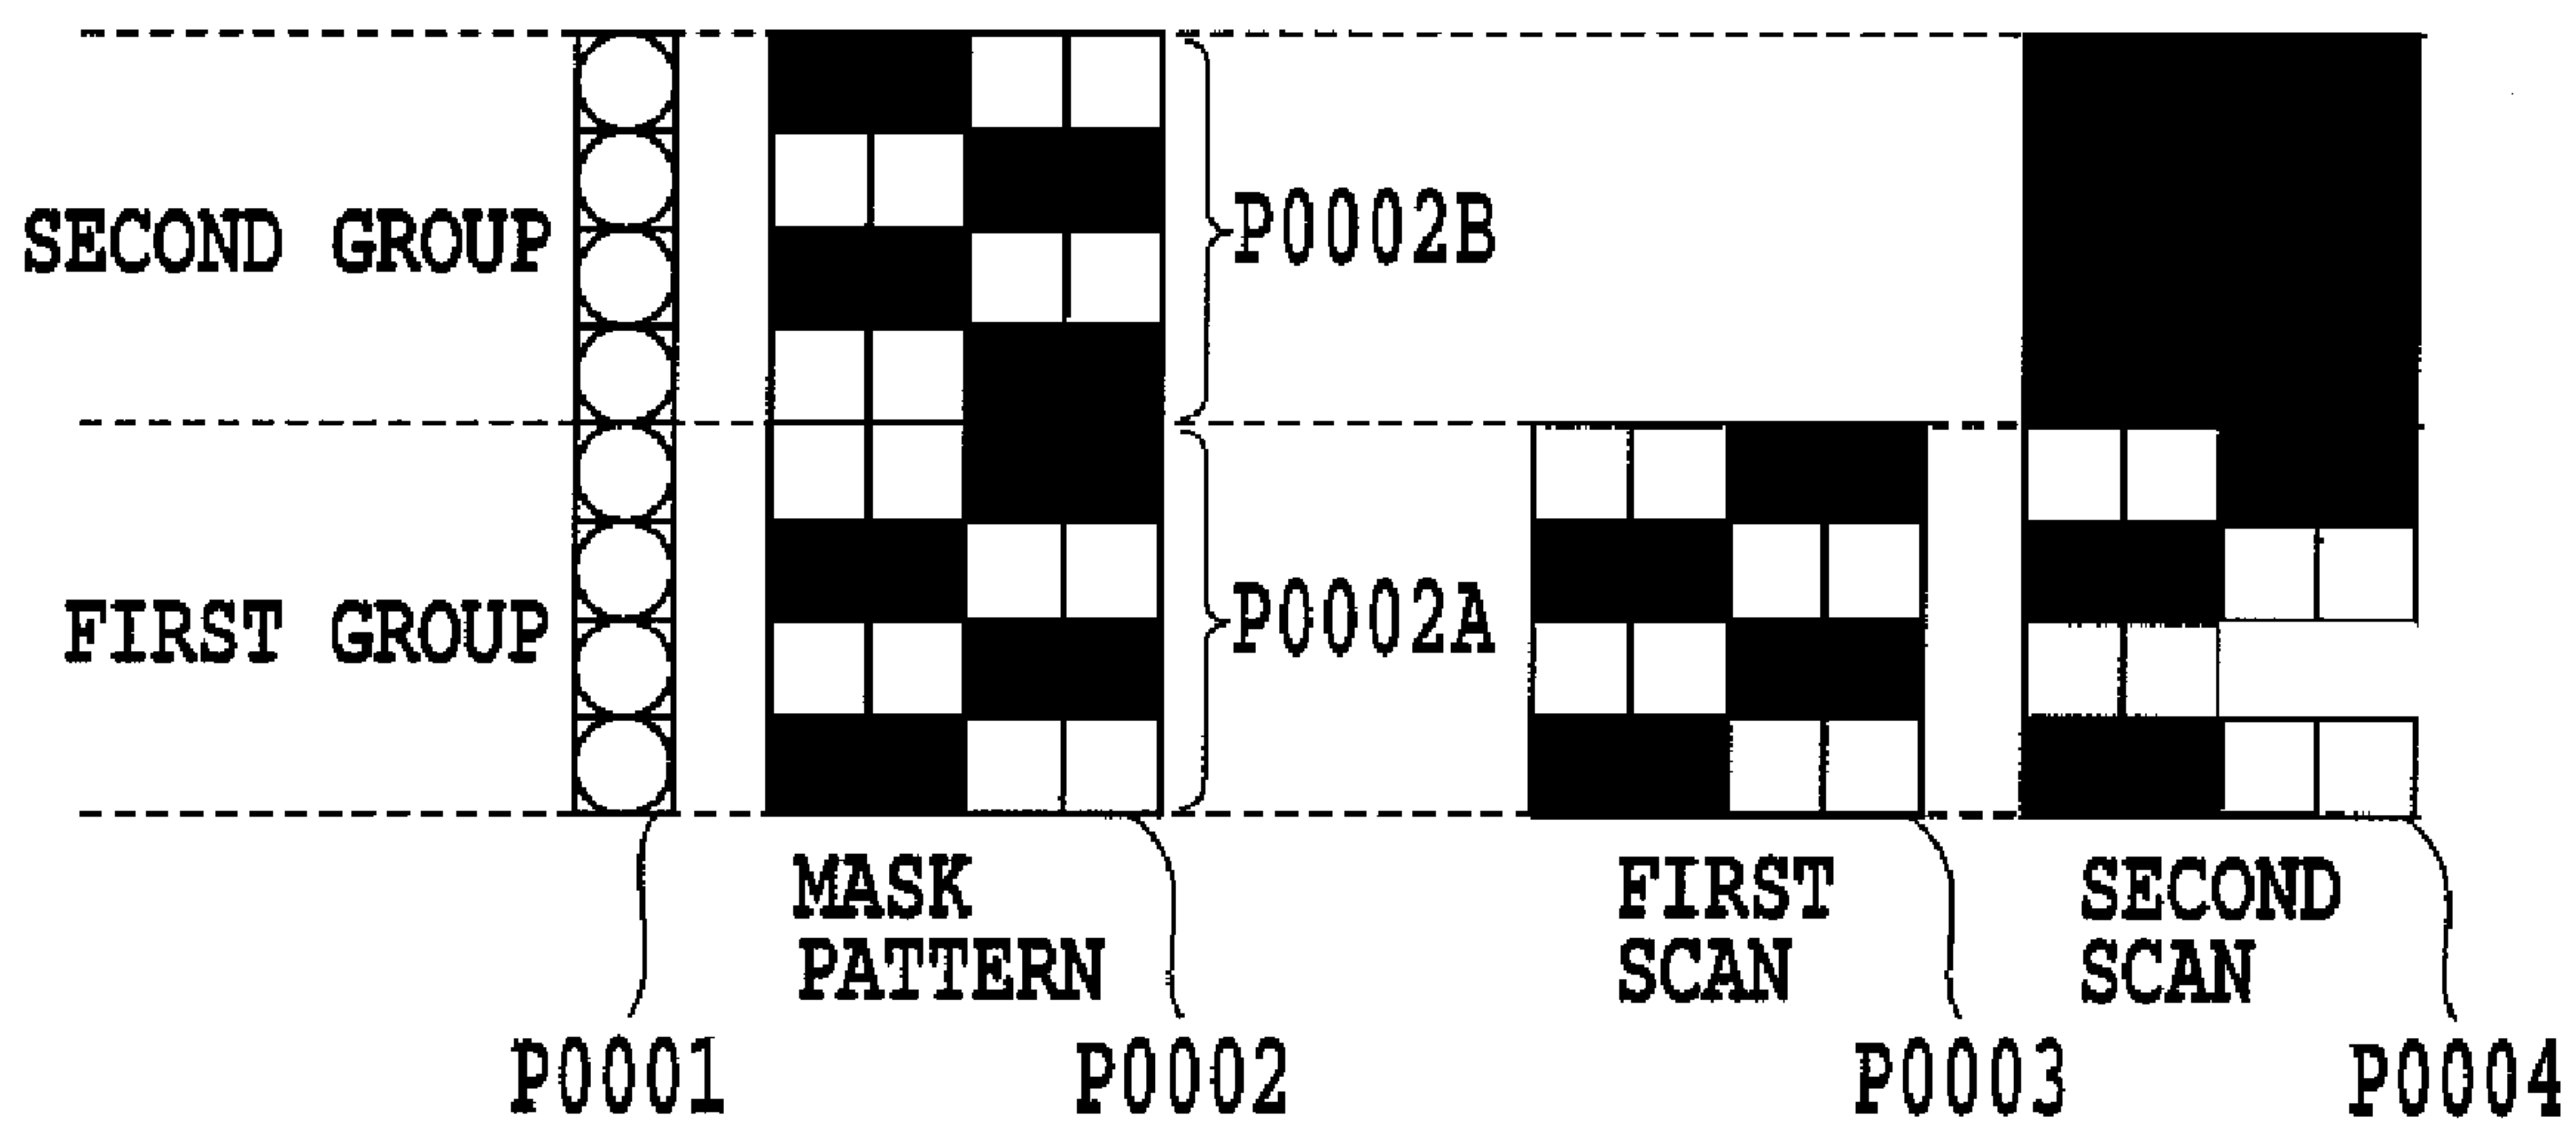 SECOND GROUP
P0002B
FIRST GROUP
P0002A
MASK
PATTERN
FIRST
SCAN
SECOND
SCAN
P0001
P0002
P0003
P0004